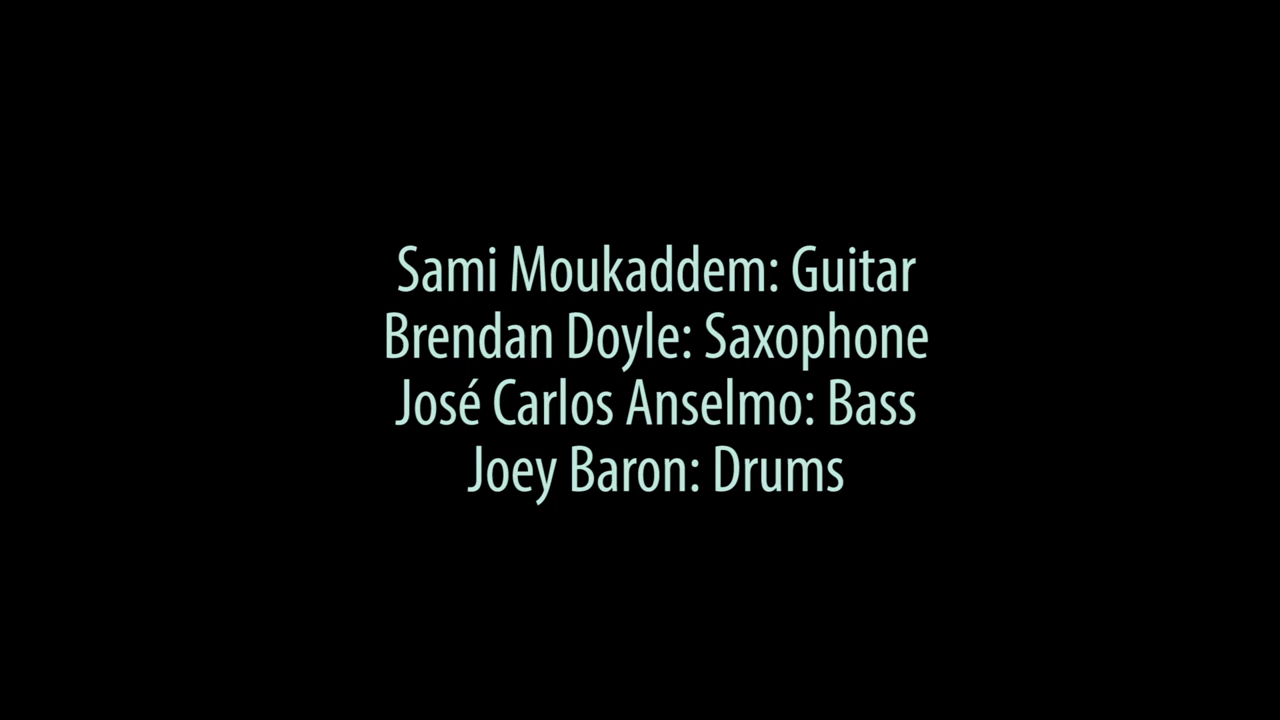 Sami Moukaddem: Guitar
Brendan Doyle: Saxophone
José Carlos Anselmo: Bass
Joey Baron: Drums